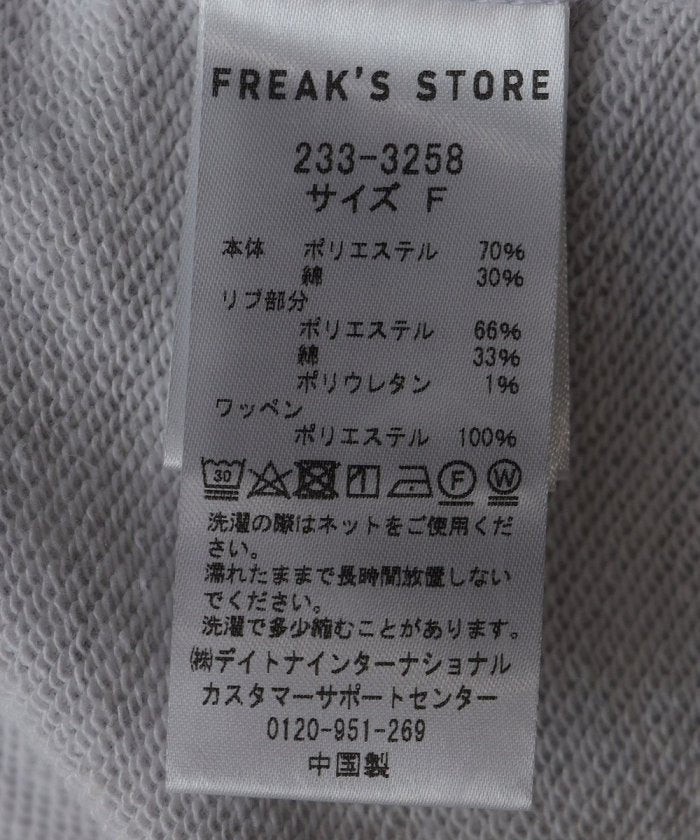 FREAK'S STORE
233-3258
サイズ F
本体 ポリエステル 70%
綿 30%
リブ部分
ポリエステル 66%
綿 33%
ポリウレタン 1%
ワッペン
ポリエステル 100%
30 F W
洗濯の際はネットをご使用くだ
さい。
濡れたままで長時間放置しない
でください。
洗濯で多少縮むことがあります。
㈱デイトナインターナショナル
カスタマーサポートセンター
0120-951-269
中国製